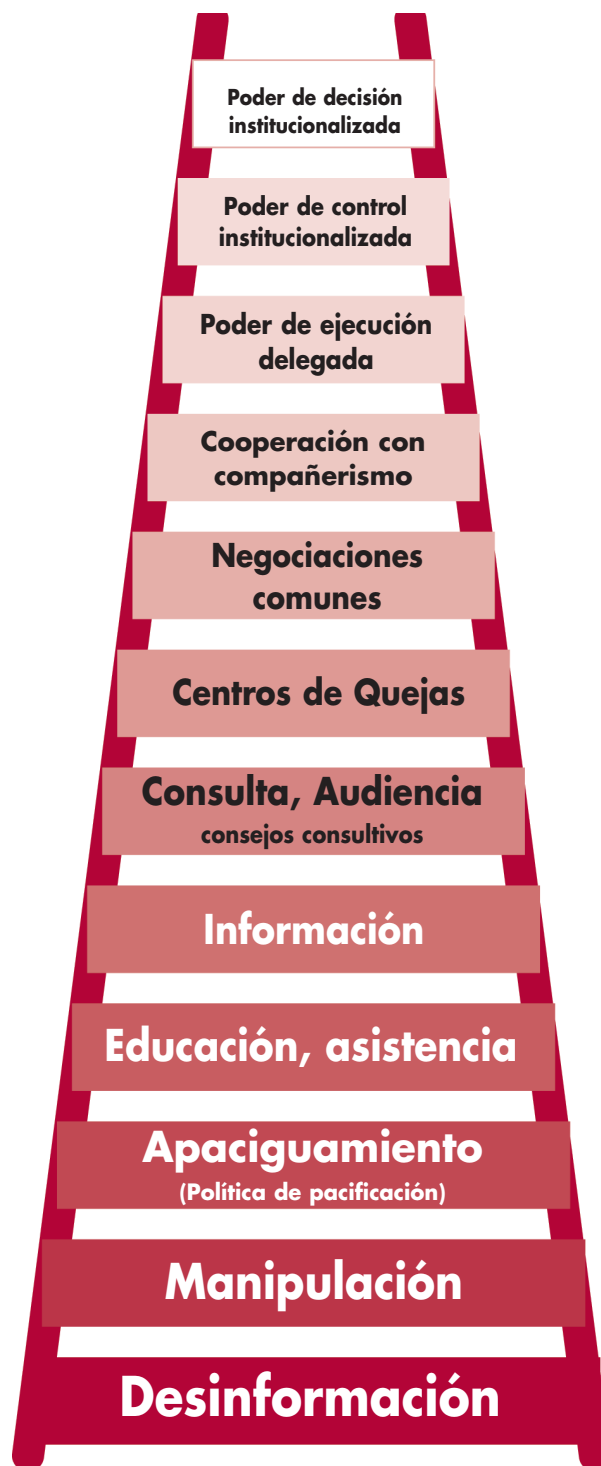 Poder de decisión
institucionalizada
Poder de control
institucionalizada
Poder de ejecución
delegada
Cooperación con
compañerismo
Negociaciones
comunes
Centros de Quejas
Consulta, Audiencia
consejos consultivos
Información
Educación, asistencia
Apaciguamiento
(Política de pacificación)
Manipulación
Desinformación